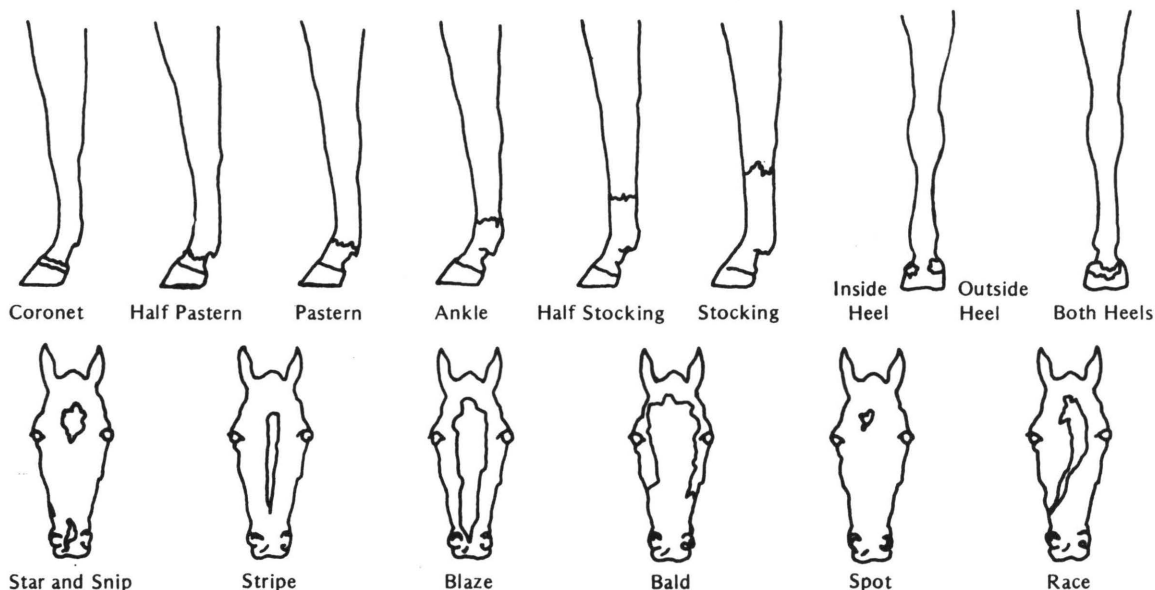 Coronet
Half Pastern
Pastern
Ankle
Half Stocking
Stocking
Inside
Heel
Outside
Heel
Both Heels
Star and Snip
Stripe
Blaze
Bald
Spot
Race